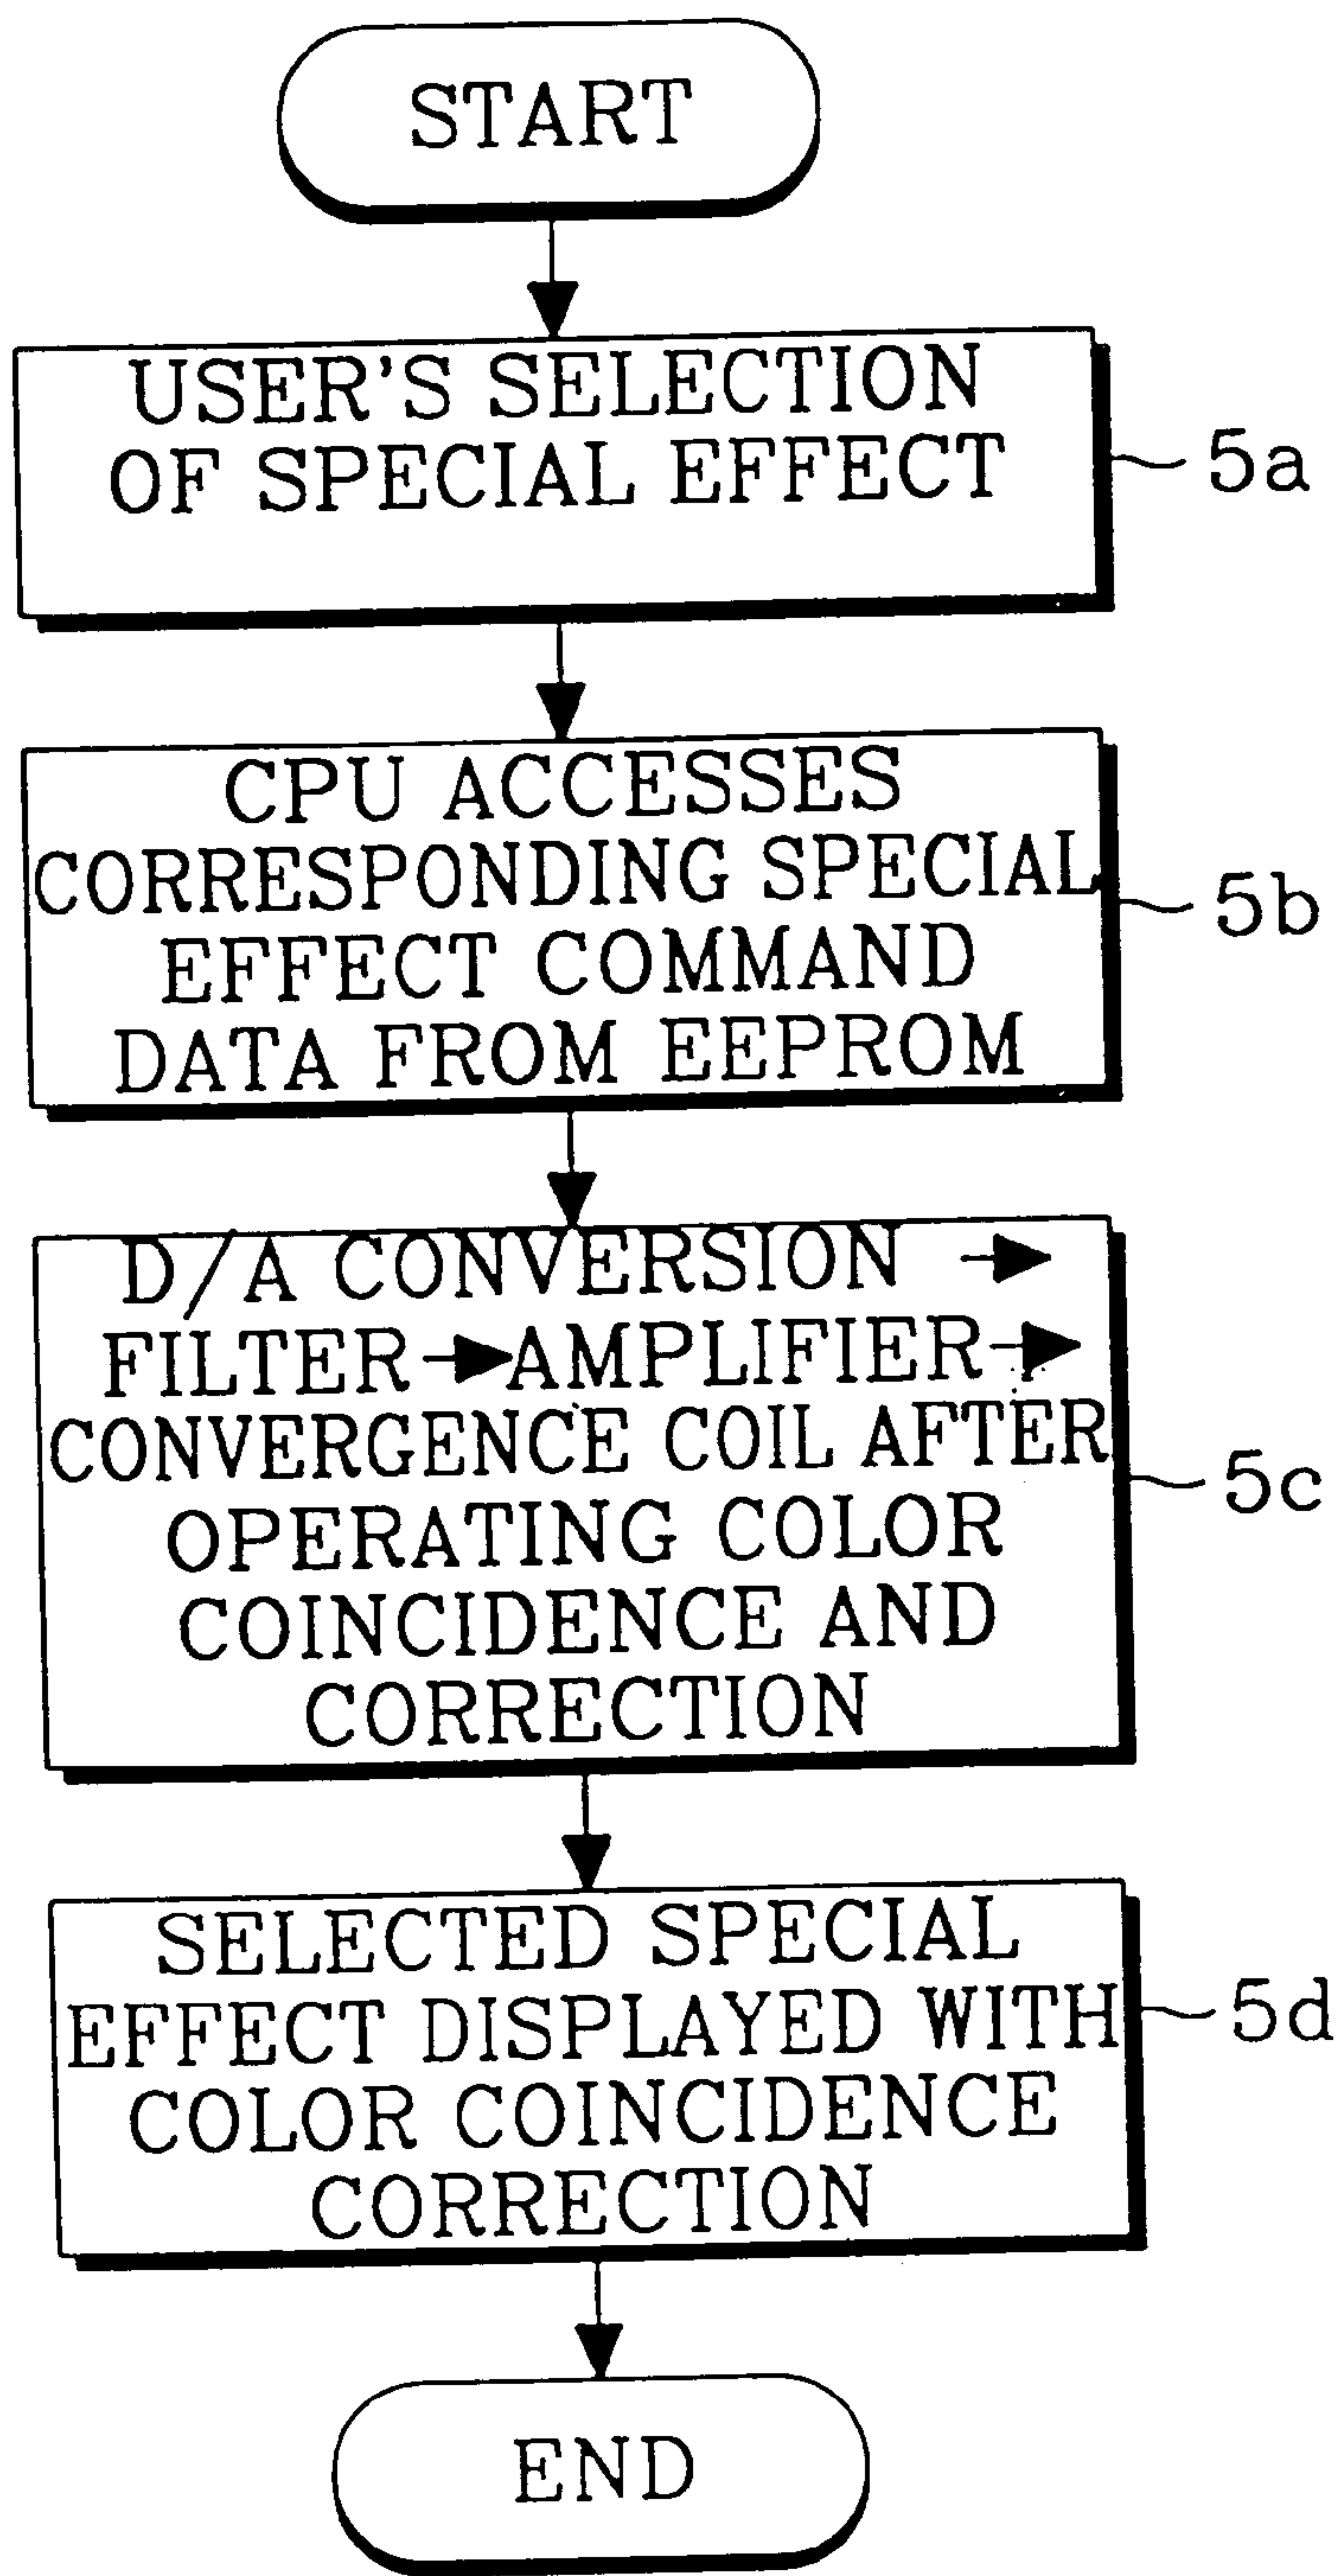 START
USER'S SELECTION
OF SPECIAL EFFECT
5a
CPU ACCESSES
CORRESPONDING SPECIAL
EFFECT COMMAND
DATA FROM EEPROM
5b
D/A CONVERSION →
FILTER→AMPLIFIER→
CONVERGENCE COIL AFTER
OPERATING COLOR
COINCIDENCE AND
CORRECTION
5c
SELECTED SPECIAL
EFFECT DISPLAYED WITH
COLOR COINCIDENCE
CORRECTION
5d
END